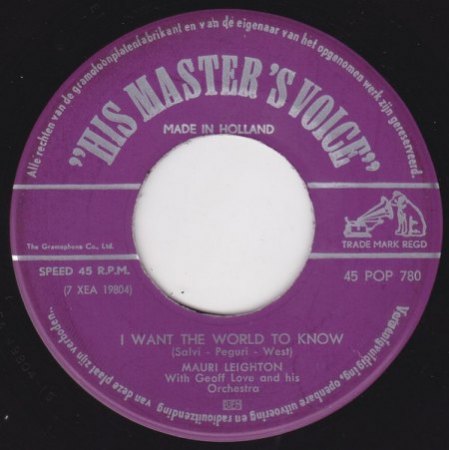 Alle rechten van de gramofoonplatenfabrikant en van de eigenaar van het opgenomen werk zijn gereserveerd.
"HIS MASTER'S VOICE"
MADE IN HOLLAND
The Gramophone Co., Ltd.
TRADE MARK REGD
SPEED 45 R.P.M.
45 POP 780
(7 XEA 19804)
I WANT THE WORLD TO KNOW
(Salvi - Peguri - West)
MAURI LEIGHTON
With Geoff Love and his
Orchestra
Vereenvoudiging, openbare uitvoering en radiouitzending van deze plaat zijn verboden.